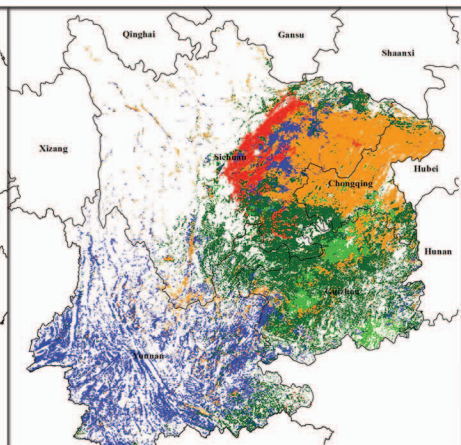 Qinghai
Gansu
Shaanxi
Xizang
Sichuan
Hubei
Chongqing
Hunan
Guizhou
Yunnan